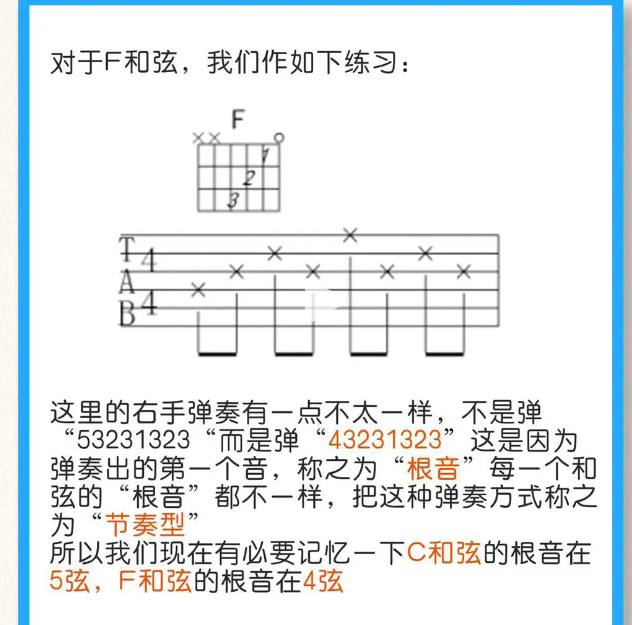 对于F和弦，我们作如下练习：
F
××
1
2
3
T 4
A
B 4
这里的右手弹奏有一点不太一样，不是弹
“53231323“而是弹“43231323”这是因为
弹奏出的第一个音，称之为“根音”每一个和
弦的“根音”都不一样，把这种弹奏方式称之
为“节奏型”
所以我们现在有必要记忆一下C和弦的根音在
5弦，F和弦的根音在4弦